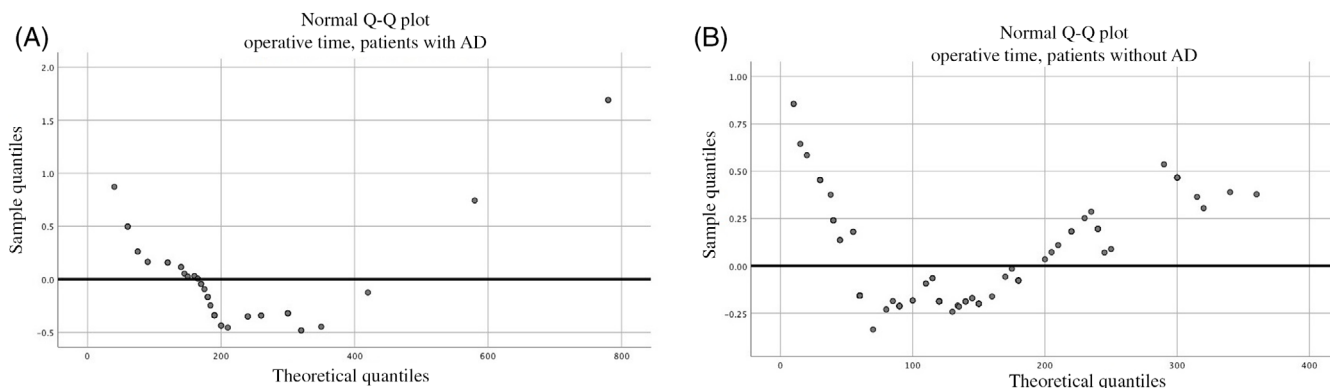 (A)
Normal Q-Q plot
operative time, patients with AD
Sample quantiles
2.0
1.5
1.0
0.5
0.0
−0.5
0
200
400
600
800
Theoretical quantiles
(B)
Normal Q-Q plot
operative time, patients without AD
Sample quantiles
1.00
0.75
0.50
0.25
0.00
−0.25
0
100
200
300
400
Theoretical quantiles